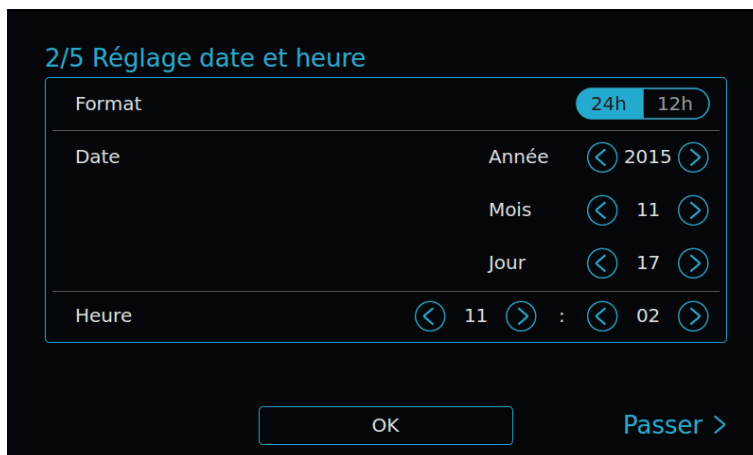 2/5 Réglage date et heure
Format 24h 12h
Date Année 2015
Mois 11
Jour 17
Heure 11 : 02
OK Passer >